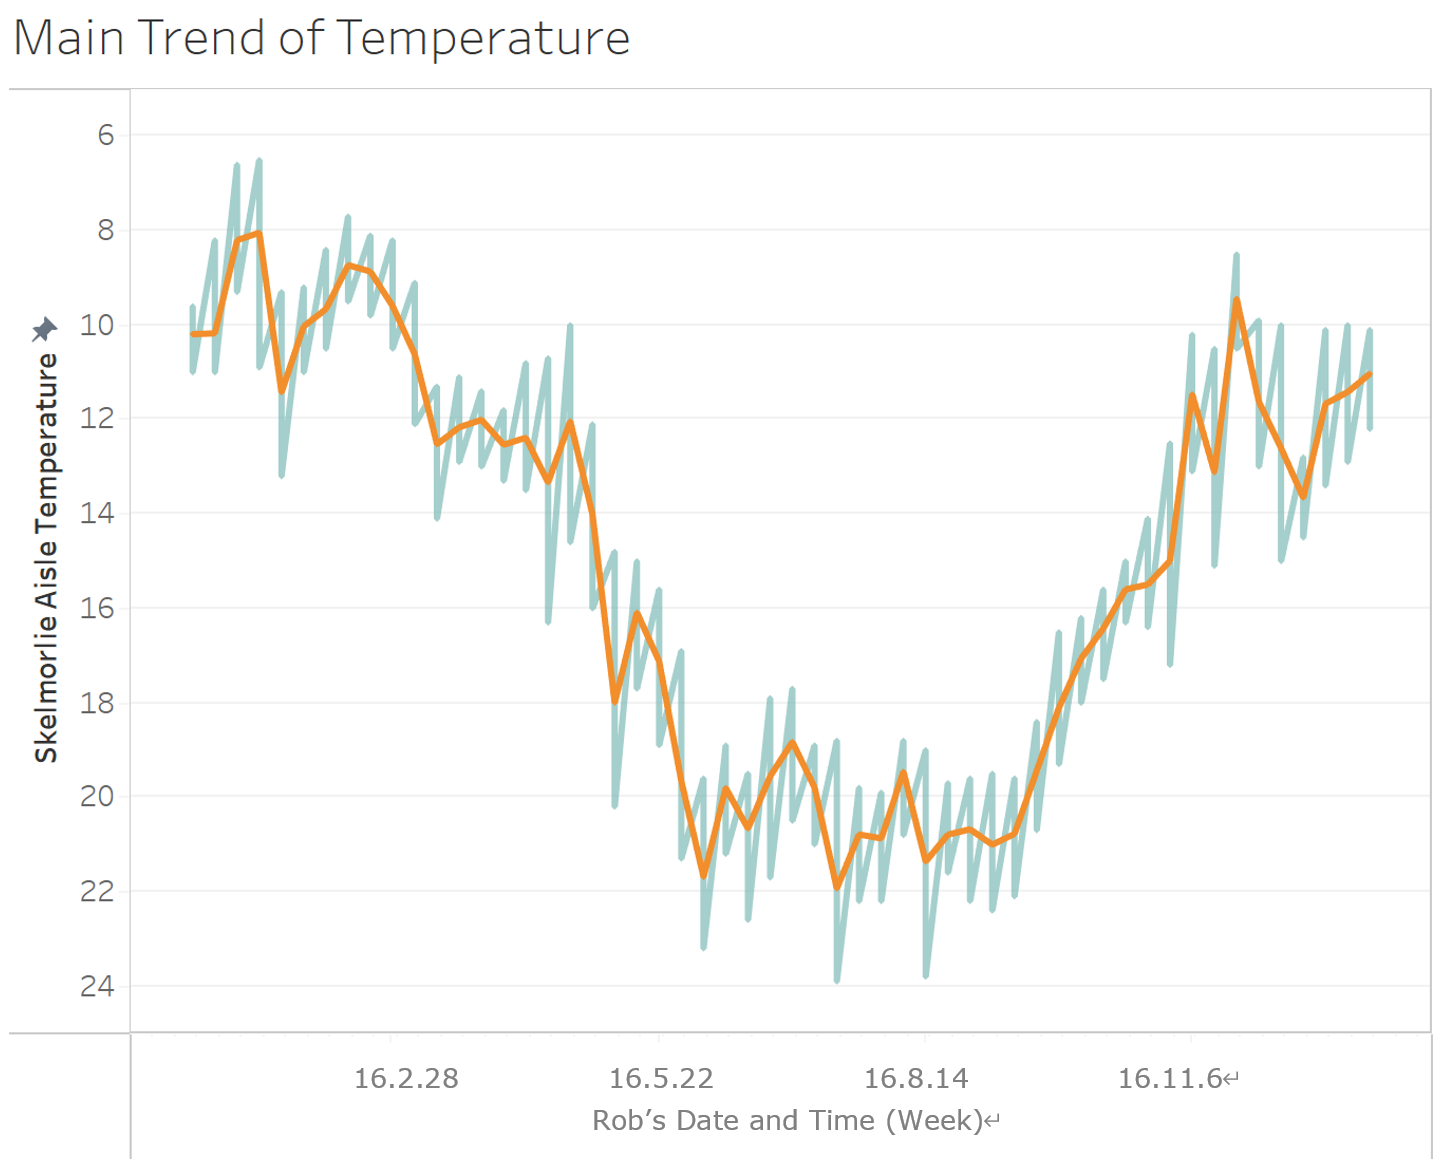 Main Trend of Temperature
Skelmorlie Aisle Temperature
6
8
10
12
14
16
18
20
22
24
16.2.28 16.5.22 16.8.14 16.11.6↵
Rob’s Date and Time (Week)↵